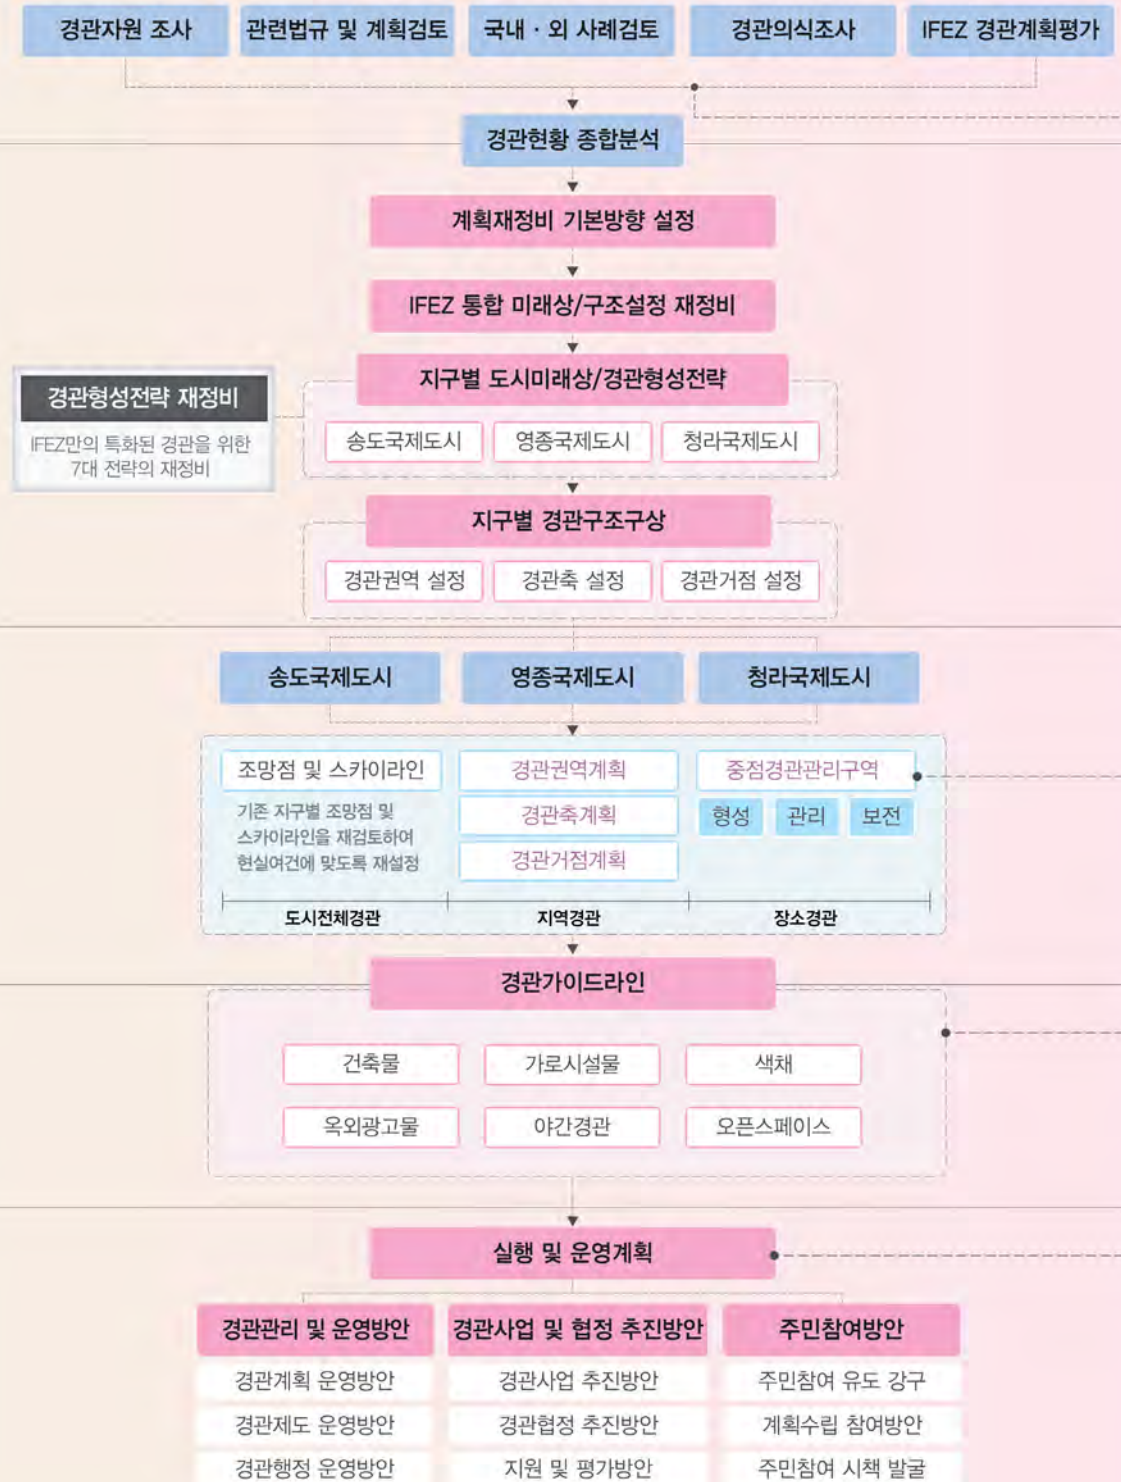 경관자원 조사
관련법규 및 계획검토
국내 · 외 사례검토
경관의식조사
IFEZ 경관계획평가
경관현황 종합분석
계획재정비 기본방향 설정
IFEZ 통합 미래상/구조설정 재정비
지구별 도시미래상/경관형성전략
경관형성전략 재정비
IFEZ만의 특화된 경관을 위한
7대 전략의 재정비
송도국제도시
영종국제도시
청라국제도시
지구별 경관구조구상
경관권역 설정
경관축 설정
경관거점 설정
송도국제도시
영종국제도시
청라국제도시
조망점 및 스카이라인
기존 지구별 조망점 및
스카이라인을 재검토하여
현실여건에 맞도록 재설정
경관권역계획
경관축계획
경관거점계획
중점경관관리구역
형성
관리
보전
도시전체경관
지역경관
장소경관
경관가이드라인
건축물
가로시설물
색채
옥외광고물
야간경관
오픈스페이스
실행 및 운영계획
경관관리 및 운영방안
경관계획 운영방안
경관제도 운영방안
경관행정 운영방안
경관사업 및 협정 추진방안
경관사업 추진방안
경관협정 추진방안
지원 및 평가방안
주민참여방안
주민참여 유도 강구
계획수립 참여방안
주민참여 시책 발굴